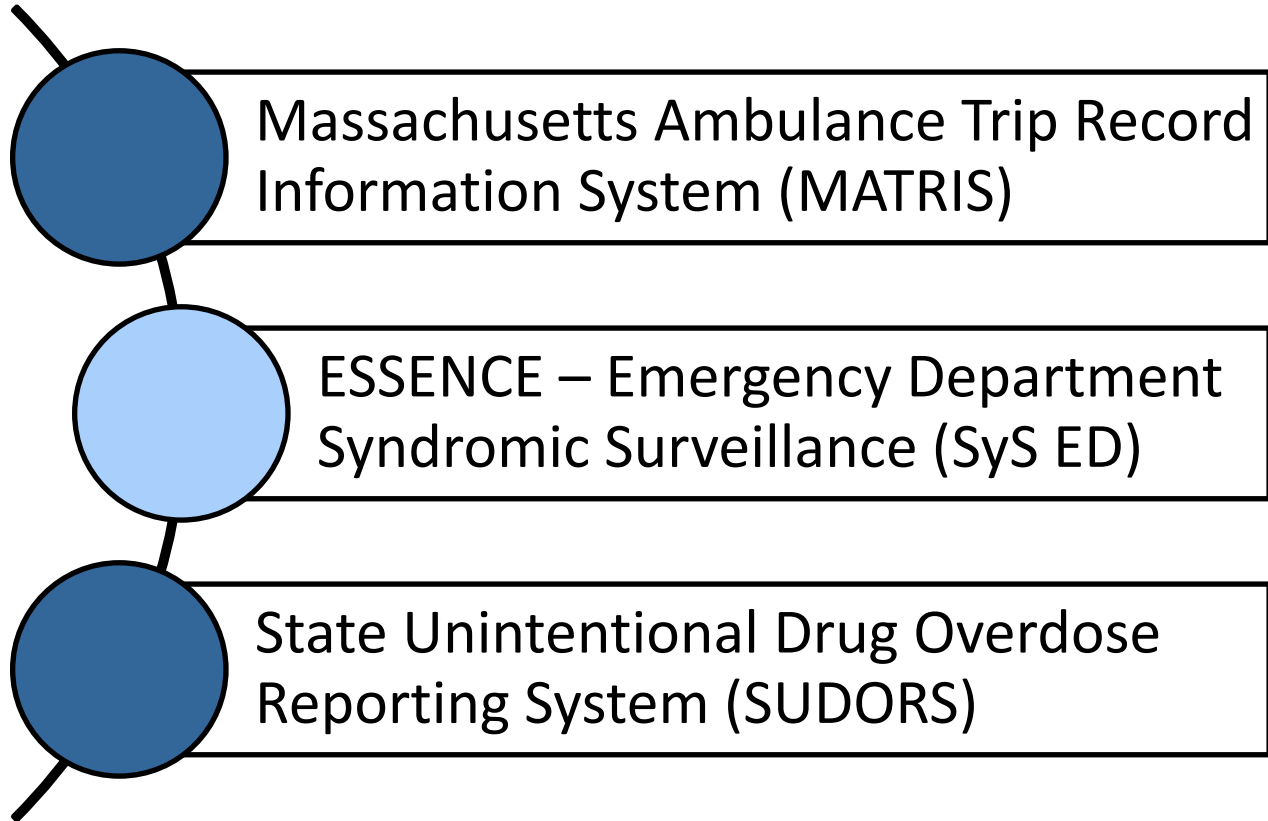 Massachusetts Ambulance Trip Record
Information System (MATRIS)
ESSENCE – Emergency Department
Syndromic Surveillance (SyS ED)
State Unintentional Drug Overdose
Reporting System (SUDORS)